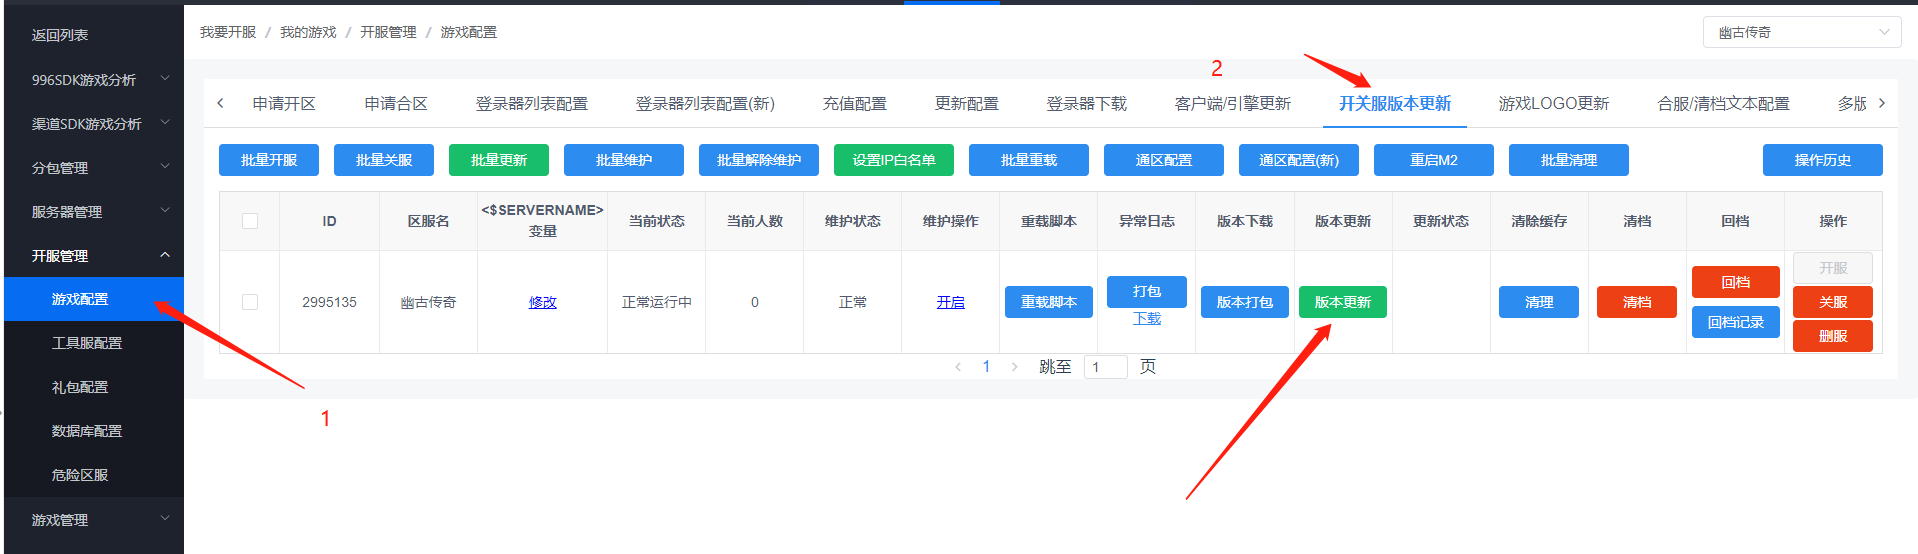 返回列表
996SDK游戏分析
渠道SDK游戏分析
分包管理
服务器管理
开服管理
游戏配置
工具服配置
礼包配置
数据库配置
危险区服
游戏管理
1
我要开服 / 我的游戏 / 开服管理 / 游戏配置
幽古传奇
2
申请开区 申请合区 登录器列表配置 登录器列表配置(新) 充值配置 更新配置 登录器下载 客户端/引擎更新 开关服版本更新 游戏LOGO更新 合服/清档文本配置 多版
批量开服 批量关服 批量更新 批量维护 批量解除维护 设置IP白名单 批量重载 通区配置 通区配置(新) 重启M2 批量清理 操作历史
ID 区服名 <$SERVERNAME> 当前状态 当前人数 维护状态 维护操作 重载脚本 异常日志 版本下载 版本更新 更新状态 清除缓存 清档 回档 操作
变量
2995135 幽古传奇 修改 正常运行中 0 正常 开启 重载脚本 打包 版本打包 版本更新 清理 清档 回档 开服
下载 回档记录 关服
删服
1 跳至 1 页